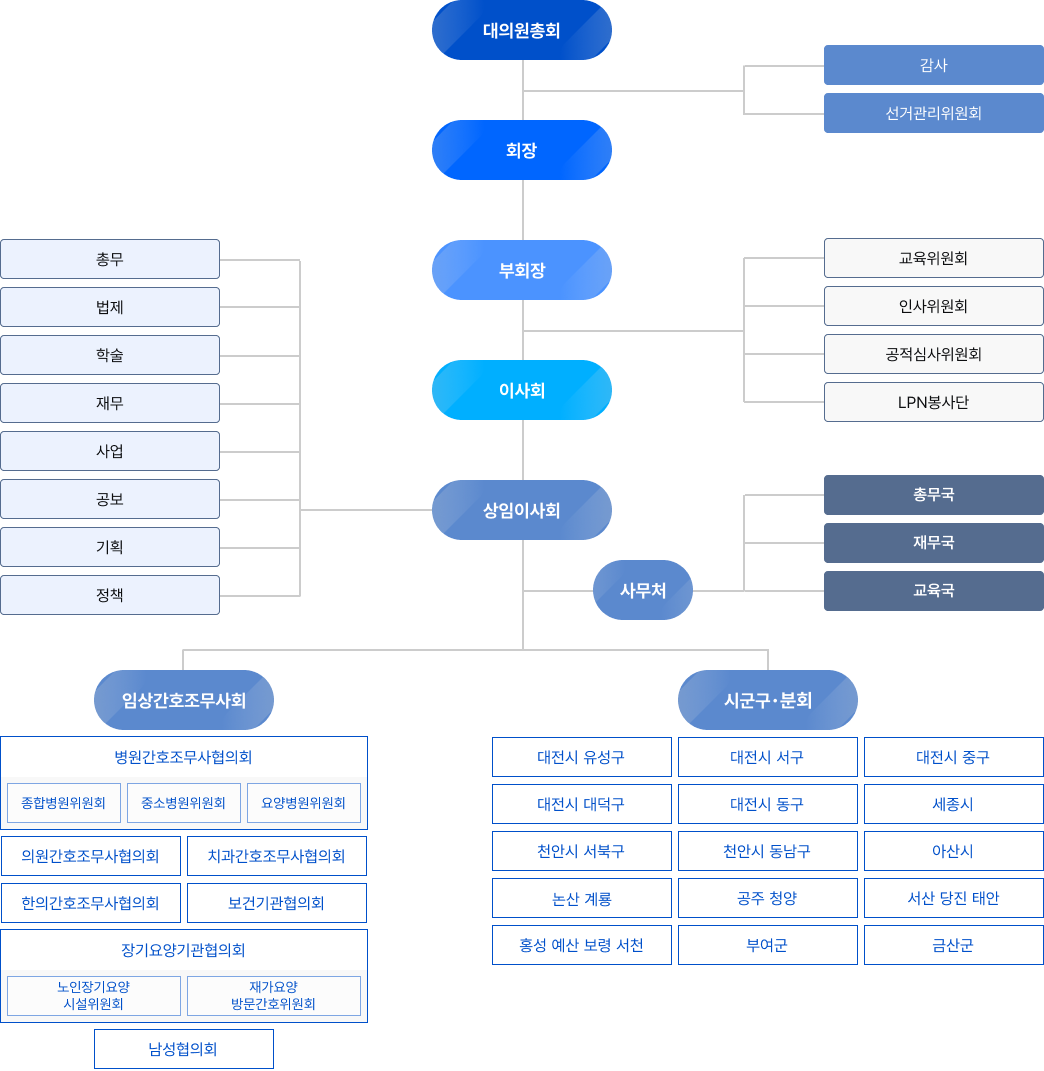 대의원총회
감사
선거관리위원회
회장
부회장
이사회
상임이사회
총무
법제
학술
재무
사업
공보
기획
정책
교육위원회
인사위원회
공적심사위원회
LPN봉사단
사무처
총무국
재무국
교육국
임상간호조무사회
병원간호조무사협의회
종합병원위원회 중소병원위원회 요양병원위원회
의원간호조무사협의회 치과간호조무사협의회
한의간호조무사협의회 보건기관협의회
장기요양기관협의회
노인장기요양
시설위원회
재가요양
방문간호위원회
남성협의회
시군구·분회
대전시 유성구 대전시 서구 대전시 중구
대전시 대덕구 대전시 동구 세종시
천안시 서북구 천안시 동남구 아산시
논산 계룡 공주 청양 서산 당진 태안
홍성 예산 보령 서천 부여군 금산군